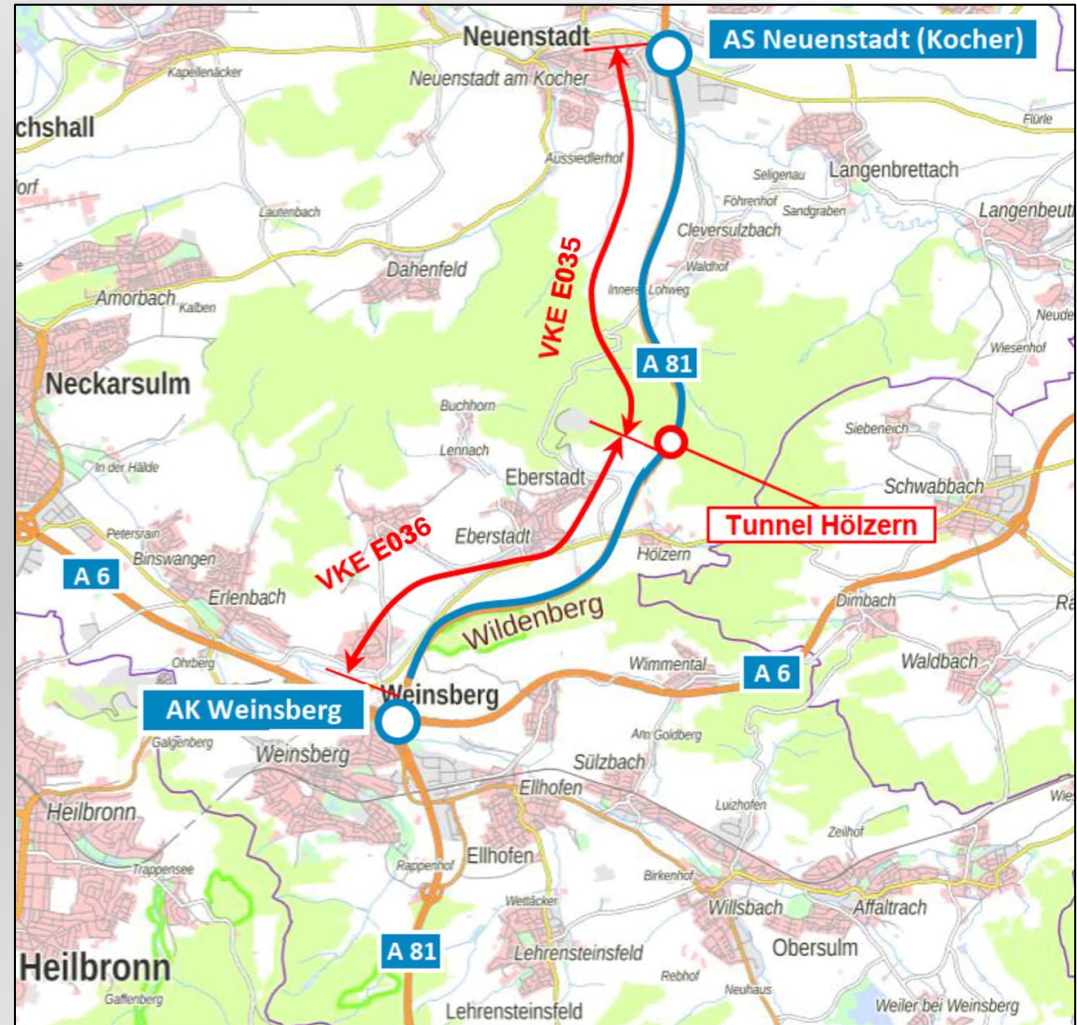 Neuenstadt
AS Neuenstadt (Kocher)
Kapellenäcker
Neuenstadt am Kocher
chshall
Flürle
Aussiedlerhof
Langenbrettach
Seligenau
orf
Föhrenhof
Sandgraben
Langenbeut
Lautenbach
Cleversulzbach
Dahenfeld
Waldhof
VKE E035
Amorbach
Kalben
Innere
Lohweg
Neude
Wiesenhof
A 81
Neckarsulm
Buchhorn
Siebeneich
Lennach
In der Hälde
Eberstadt
Schwabbach
Tunnel Hölzern
Petersrain
VKE E036
Eberstadt
Hölzern
Binswangen
A 6
Erlenbach
Dimbach
Ra
Wildenberg
Ohrberg
Wimmental
Waldbach
A 6
Weinsberg
AK Weinsberg
Am Goldberg
Galgenberg
Weinsberg
Sülzbach
Ellhofen
Wie
Heilbronn
Luizhofen
Zeilhof
Ellhofen
Trappensee
Rappenhof
Birkenhof
Wettäcker
Willsbach
Affaltrach
A 81
Lehrensteinsfeld
Obersulm
Heilbronn
Rebhof
Neuhaus
Gaffenberg
Lehrensteinsfeld
Weiler bei Weinsberg